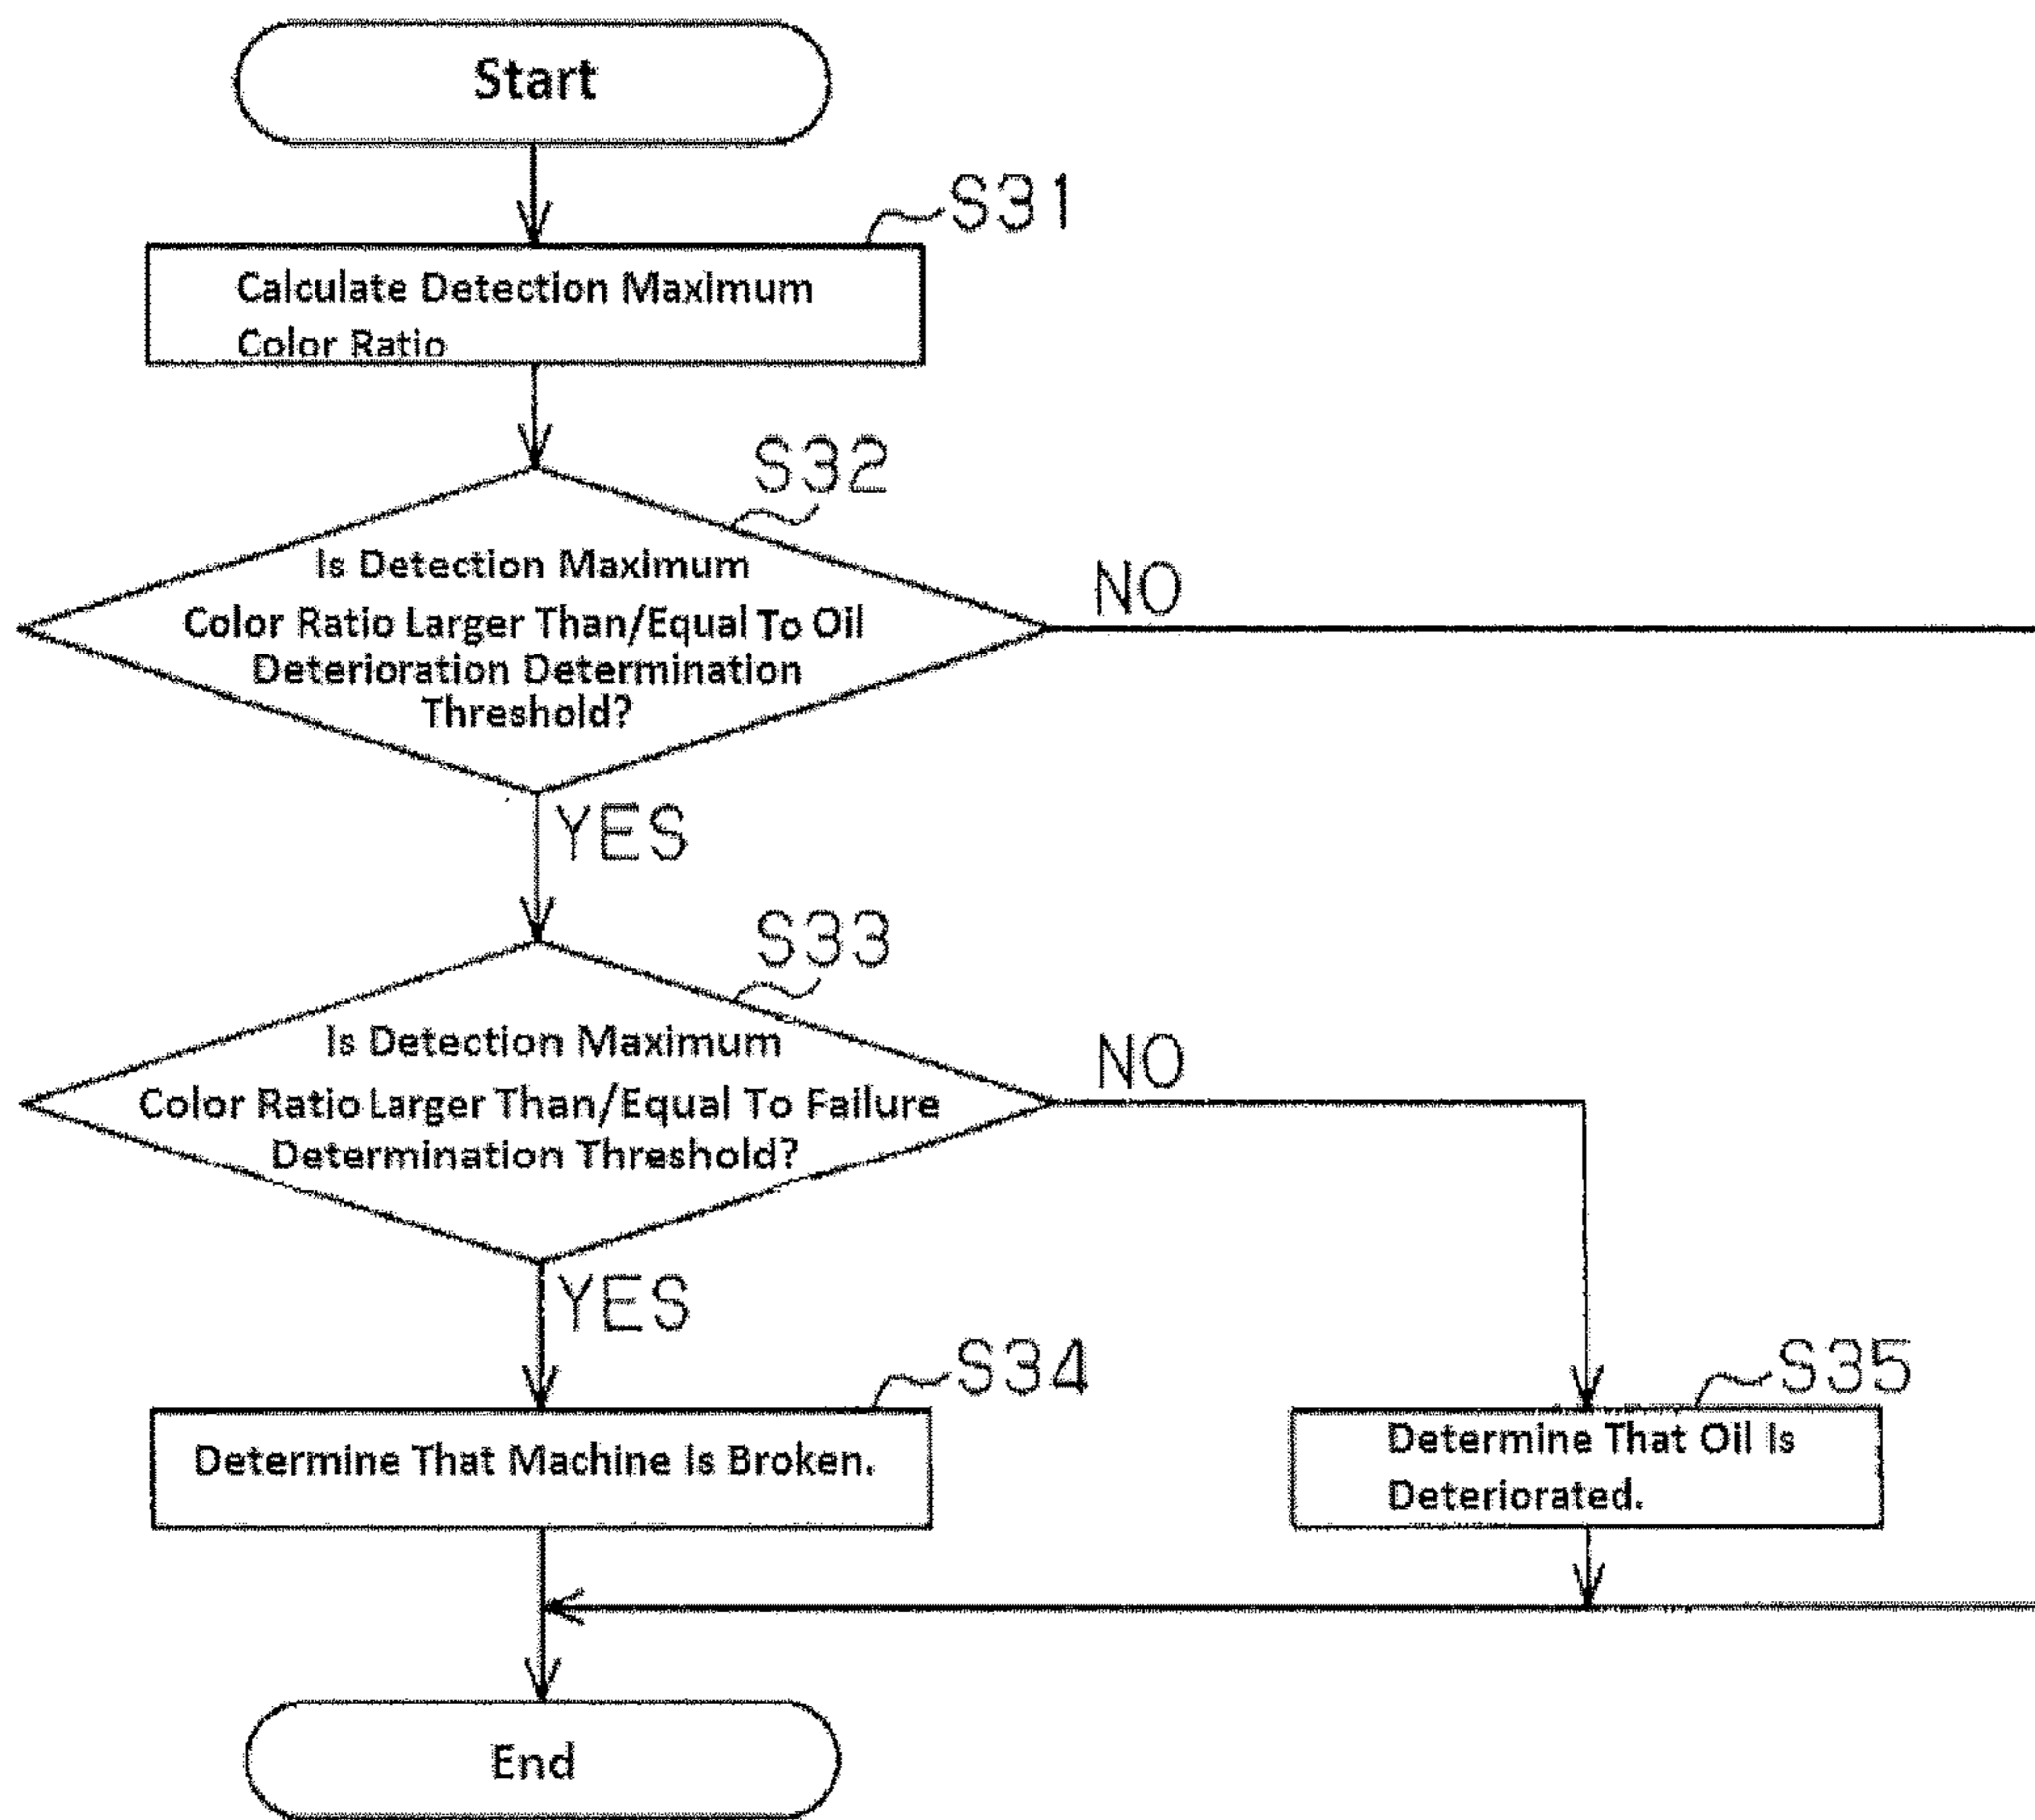 Start
S31
Calculate Detection Maximum
Color Ratio
S32
Is Detection Maximum
Color Ratio Larger Than/Equal To Oil
Deterioration Determination
Threshold?
NO
YES
S33
Is Detection Maximum
Color Ratio Larger Than/Equal To Failure
Determination Threshold?
NO
YES
S34
Determine That Machine Is Broken.
S35
Determine That Oil Is
Deteriorated.
End